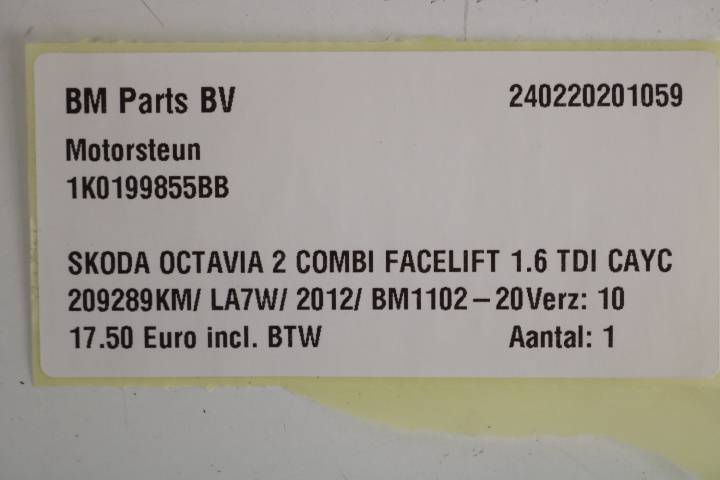 BM Parts BV 240220201059
Motorsteun
1K0199855BB
SKODA OCTAVIA 2 COMBI FACELIFT 1.6 TDI CAYC
209289KM/ LA7W/ 2012/ BM1102-20Verz: 10
17.50 Euro incl. BTW Aantal: 1